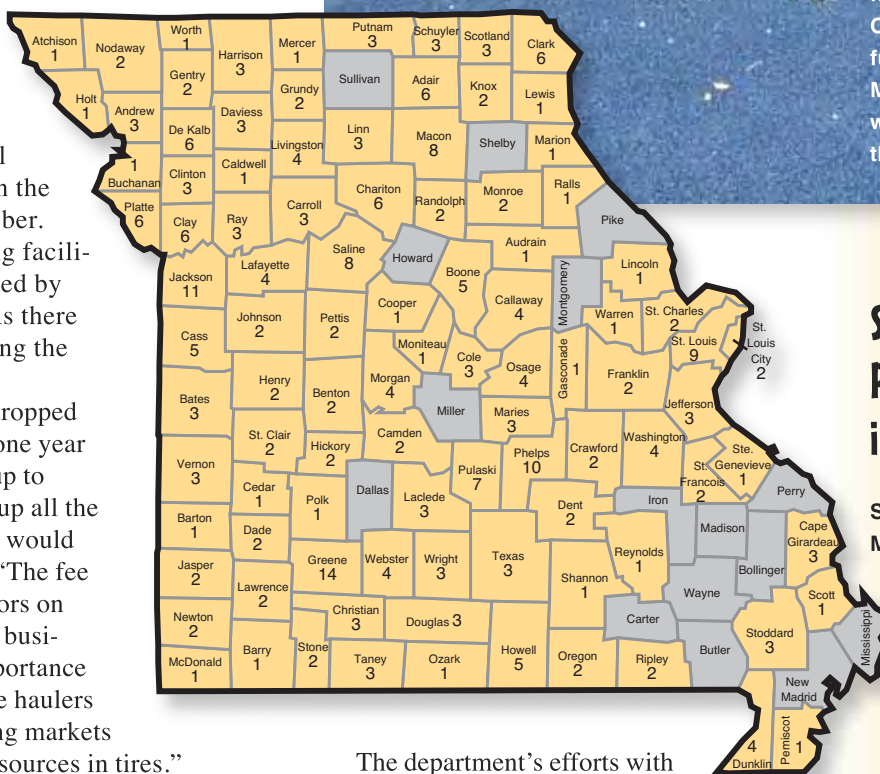 Atchison
1
Nodaway
2
Worth
1
Harrison
3
Mercer
1
Putnam
3
Schuyler
3
Scotland
3
Clark
6
Gentry
2
Sullivan
Adair
6
Knox
2
Lewis
1
Holt
1
Andrew
3
De Kalb
6
Daviess
3
Grundy
2
Livingston
4
Linn
3
Macon
8
Shelby
Marion
1
1
Buchanan
Clinton
3
Caldwell
1
Carroll
3
Chariton
6
Randolph
2
Monroe
2
Ralls
1
Pike
Platte
6
Clay
6
Ray
3
Saline
8
Howard
Boone
5
Audrain
1
Montgomery
Lincoln
1
Jackson
11
Lafayette
4
Cooper
1
Callaway
4
Warren
1
St. Charles
2
St. Louis
9
St.
Louis
City
2
Cass
5
Johnson
2
Pettis
2
Moniteau
1
Cole
3
Osage
4
Gasconade
1
Franklin
2
Jefferson
3
Bates
3
Henry
2
Benton
2
Morgan
4
Miller
Maries
3
St. Clair
2
Hickory
2
Camden
2
Pulaski
7
Phelps
10
Crawford
2
Washington
4
St.
Francois
2
Ste.
Genevieve
1
Vernon
3
Cedar
1
Polk
1
Dallas
Laclede
3
Dent
2
Iron
Madison
Perry
Barton
1
Dade
2
Greene
14
Webster
4
Wright
3
Texas
3
Reynolds
1
Bollinger
Cape
Girardeau
3
Jasper
2
Lawrence
2
Shannon
1
Wayne
Scott
1
Newton
2
Christian
3
Douglas 3
Carter
Stoddard
3
Mississippi
McDonald
1
Barry
1
Stone
2
Taney
3
Ozark
1
Howell
5
Oregon
2
Ripley
2
Butler
New
Madrid
4
Dunklin
Pemiscot
1
l
n the
ber.
g facili-
ed by
is there
ng the
ropped
one year
up to
up all the
would
“The fee
ors on
busi-
portance
e haulers
ng markets
sources in tires.”
The department’s efforts with